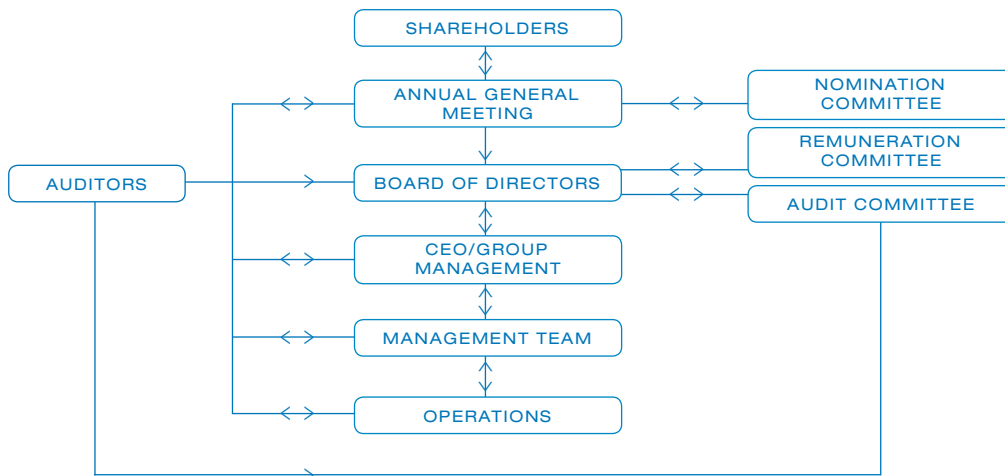 SHAREHOLDERS
ANNUAL GENERAL
MEETING
NOMINATION
COMMITTEE
REMUNERATION
COMMITTEE
AUDITORS
BOARD OF DIRECTORS
AUDIT COMMITTEE
CEO/GROUP
MANAGEMENT
MANAGEMENT TEAM
OPERATIONS